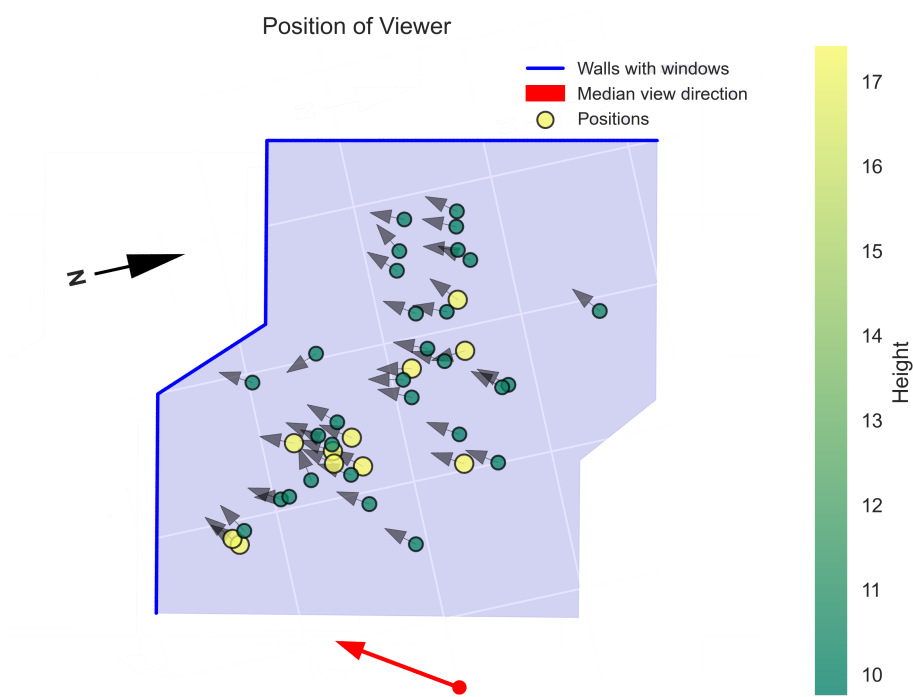 Position of Viewer
Walls with windows
Median view direction
Positions
N
17
16
15
14
13
12
11
10
Height